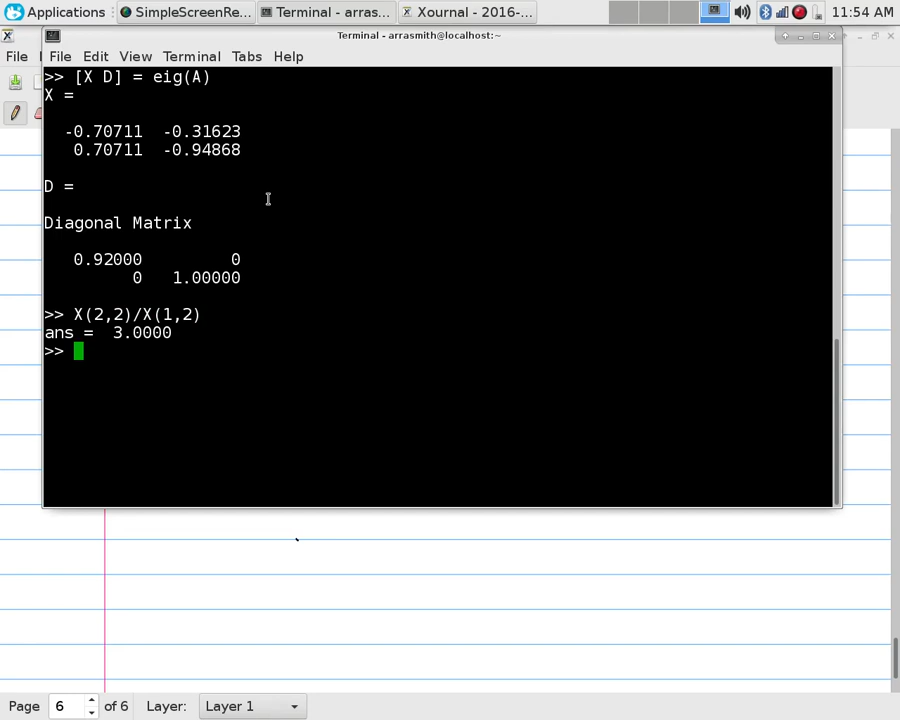 Applications SimpleScreenRe... Terminal - arras... Xournal - 2016-... 11:54 AM
Terminal - arrasmith@localhost:~
File File Edit View Terminal Tabs Help
>> [X D] = eig(A)
X =
-0.70711 -0.31623
0.70711 -0.94868
D =
Diagonal Matrix
0.92000 0
0 1.00000
>> X(2,2)/X(1,2)
ans = 3.0000
>>
Page 6 of 6 Layer: Layer 1